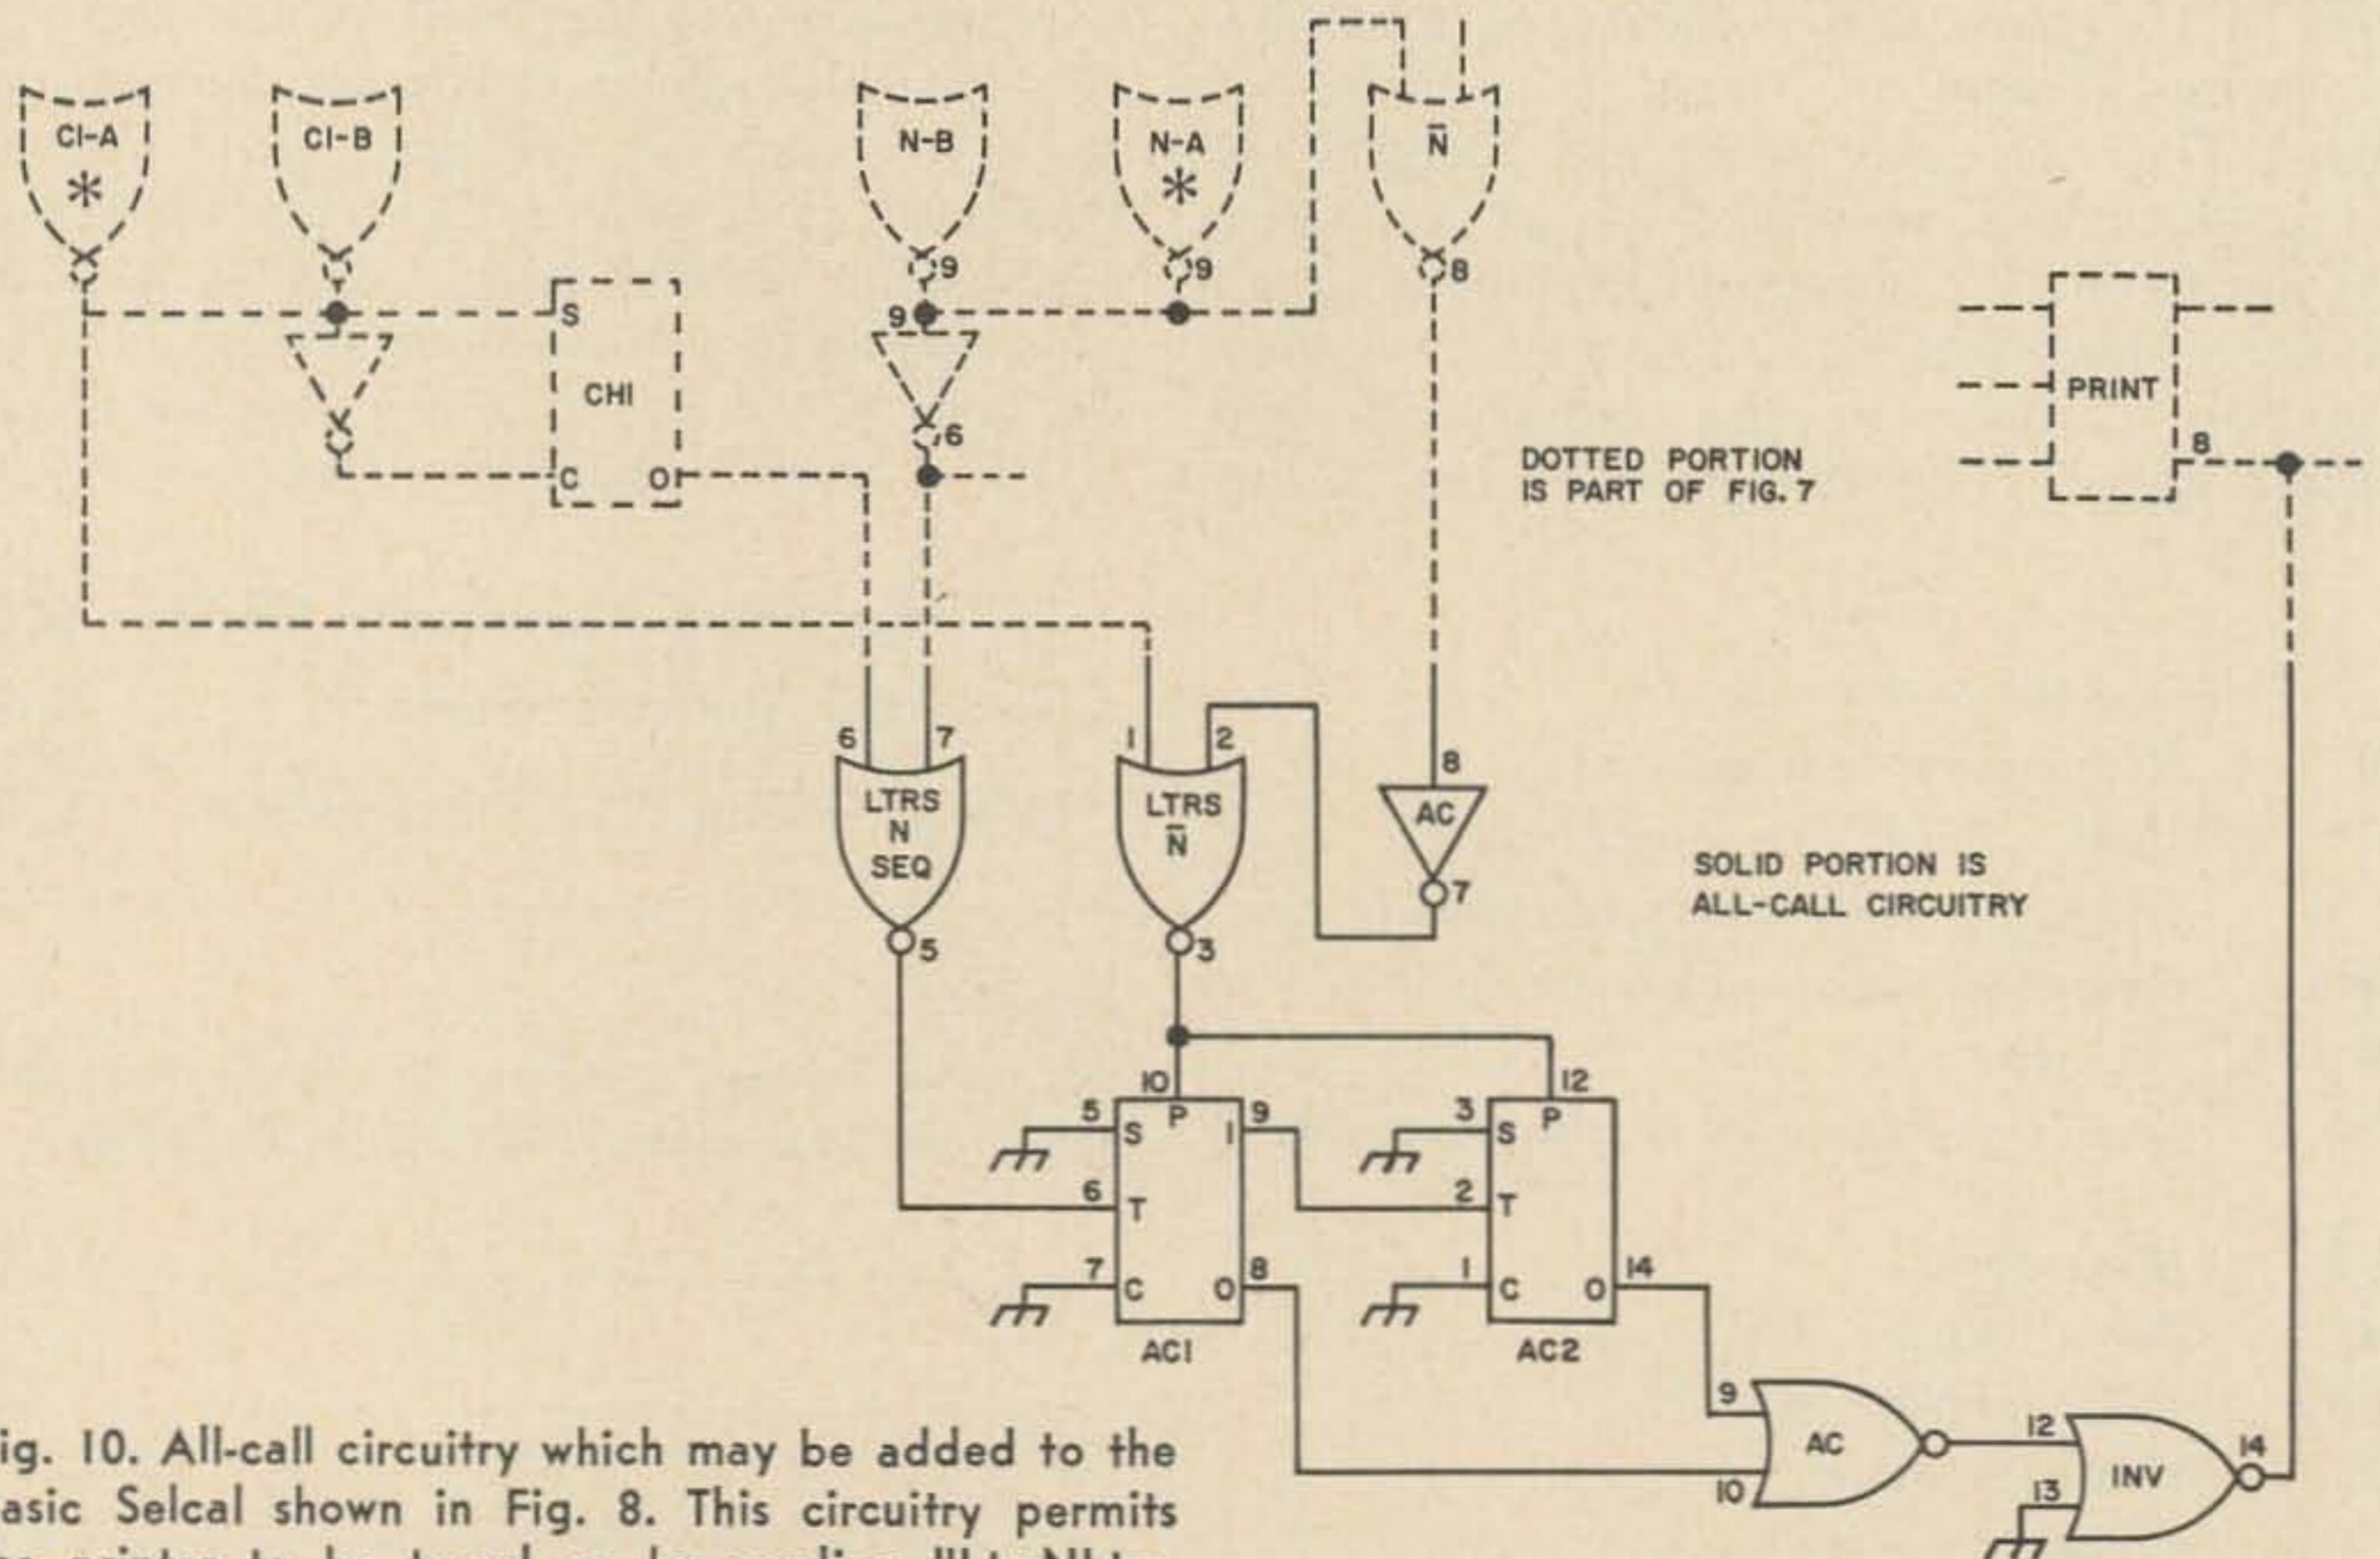 CI-A
*
CI-B
N-B
N-A
*
N̅
9
9
8
S
CHI
C
O
9
6
PRINT
8
DOTTED PORTION
IS PART OF FIG. 7
6
7
1
2
8
LTRS
N
SEQ
LTRS
N̅
AC
7
5
3
SOLID PORTION IS
ALL-CALL CIRCUITRY
10
12
5
S
P
I
9
3
S
P
6
T
2
T
7
C
O
8
1
C
O
14
AC1
AC2
9
AC
10
12
INV
14
13
ig. 10. All-call circuitry which may be added to the
asic Selcal shown in Fig. 8. This circuitry permits